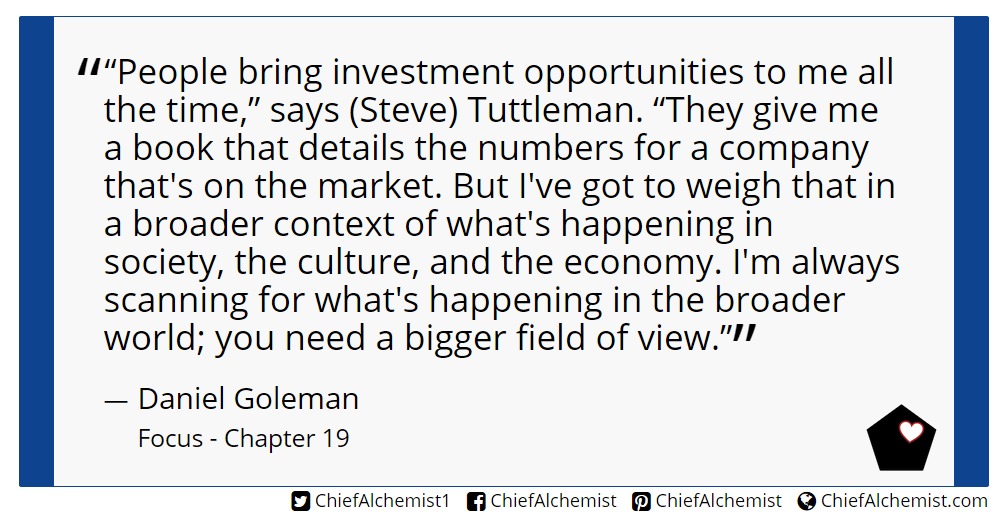 “ “People bring investment opportunities to me all
the time,” says (Steve) Tuttleman. “They give me
a book that details the numbers for a company
that's on the market. But I've got to weigh that in
a broader context of what's happening in
society, the culture, and the economy. I'm always
scanning for what's happening in the broader
world; you need a bigger field of view.” ”
— Daniel Goleman
Focus - Chapter 19
ChiefAlchemist1 ChiefAlchemist ChiefAlchemist ChiefAlchemist.com